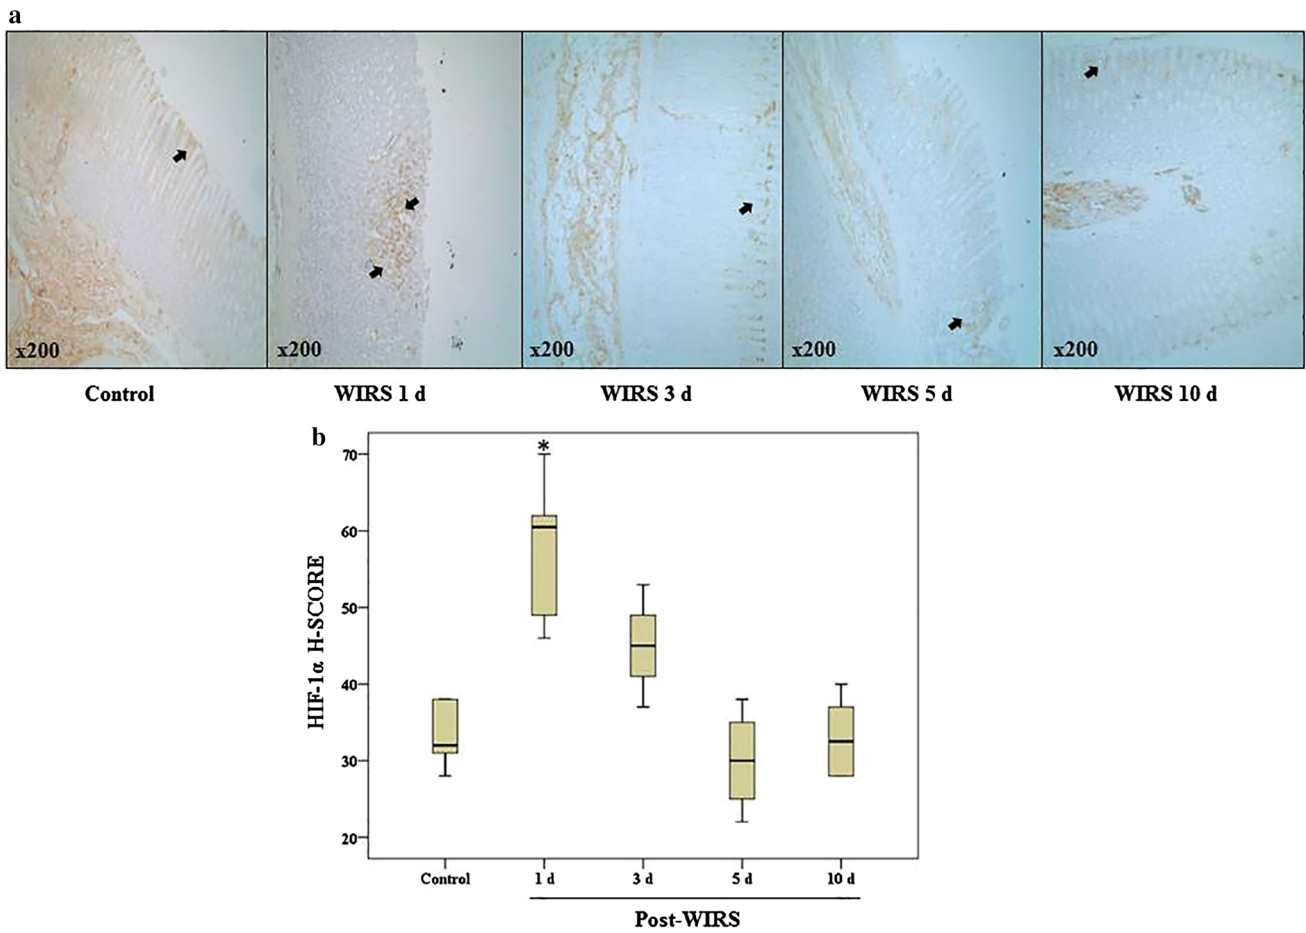 a
x200 x200 x200 x200 x200
Control WIRS 1 d WIRS 3 d WIRS 5 d WIRS 10 d
b
*
70
60
50
40
30
20
HIF-1α H-SCORE
Control 1 d 3 d 5 d 10 d
Post-WIRS